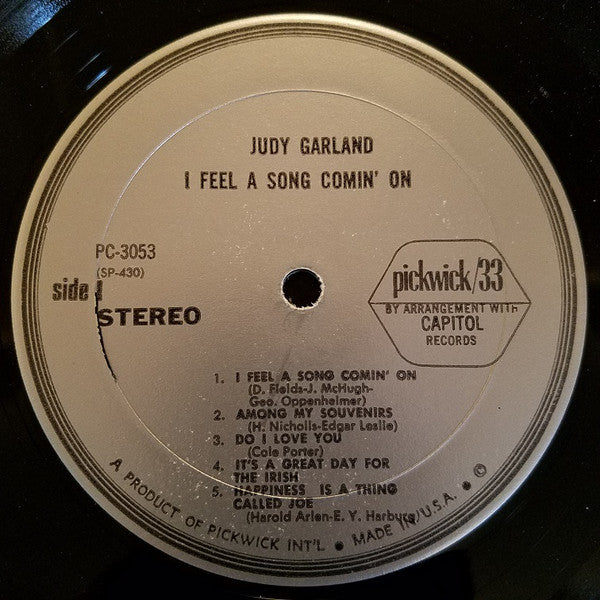 JUDY GARLAND
I FEEL A SONG COMIN' ON
PC-3053
(SP-430)
side 1
STEREO
pickwick/33
BY ARRANGEMENT WITH
CAPITOL
RECORDS
1. I FEEL A SONG COMIN' ON
(D. Fields-J. McHugh-
Geo. Oppenheimer)
2. AMONG MY SOUVENIRS
(H. Nicholls-Edgar Leslie)
3. DO I LOVE YOU
(Cole Porter)
4. IT'S A GREAT DAY FOR
THE IRISH
5. HAPPINESS IS A THING
CALLED JOE
(Harold Arlen-E. Y. Harburg)
A PRODUCT OF PICKWICK INT'L ● MADE IN U.S.A. ● ©